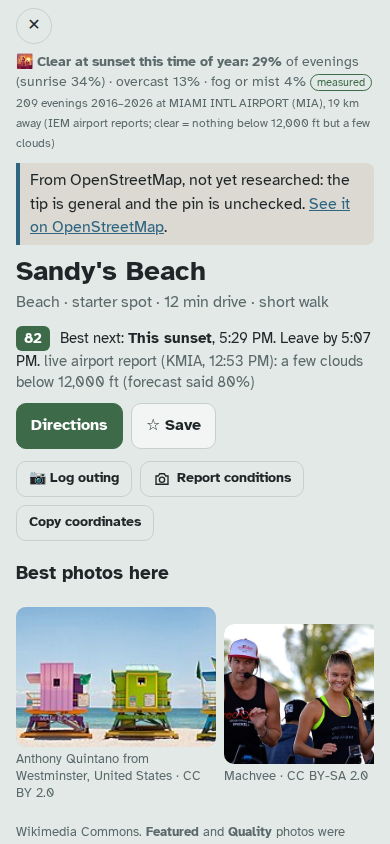 ✕
🌇 Clear at sunset this time of year: 29% of evenings
(sunrise 34%) · overcast 13% · fog or mist 4% measured
209 evenings 2016–2026 at MIAMI INTL AIRPORT (MIA), 19 km
away (IEM airport reports; clear = nothing below 12,000 ft but a few
clouds)
From OpenStreetMap, not yet researched: the
tip is general and the pin is unchecked. See it
on OpenStreetMap.
Sandy's Beach
Beach · starter spot · 12 min drive · short walk
82 Best next: This sunset, 5:29 PM. Leave by 5:07
PM. live airport report (KMIA, 12:53 PM): a few clouds
below 12,000 ft (forecast said 80%)
Directions
☆ Save
📷 Log outing
Report conditions
Copy coordinates
Best photos here
Anthony Quintano from
Westminster, United States · CC
BY 2.0
Machvee · CC BY-SA 2.0
Wikimedia Commons. Featured and Quality photos were